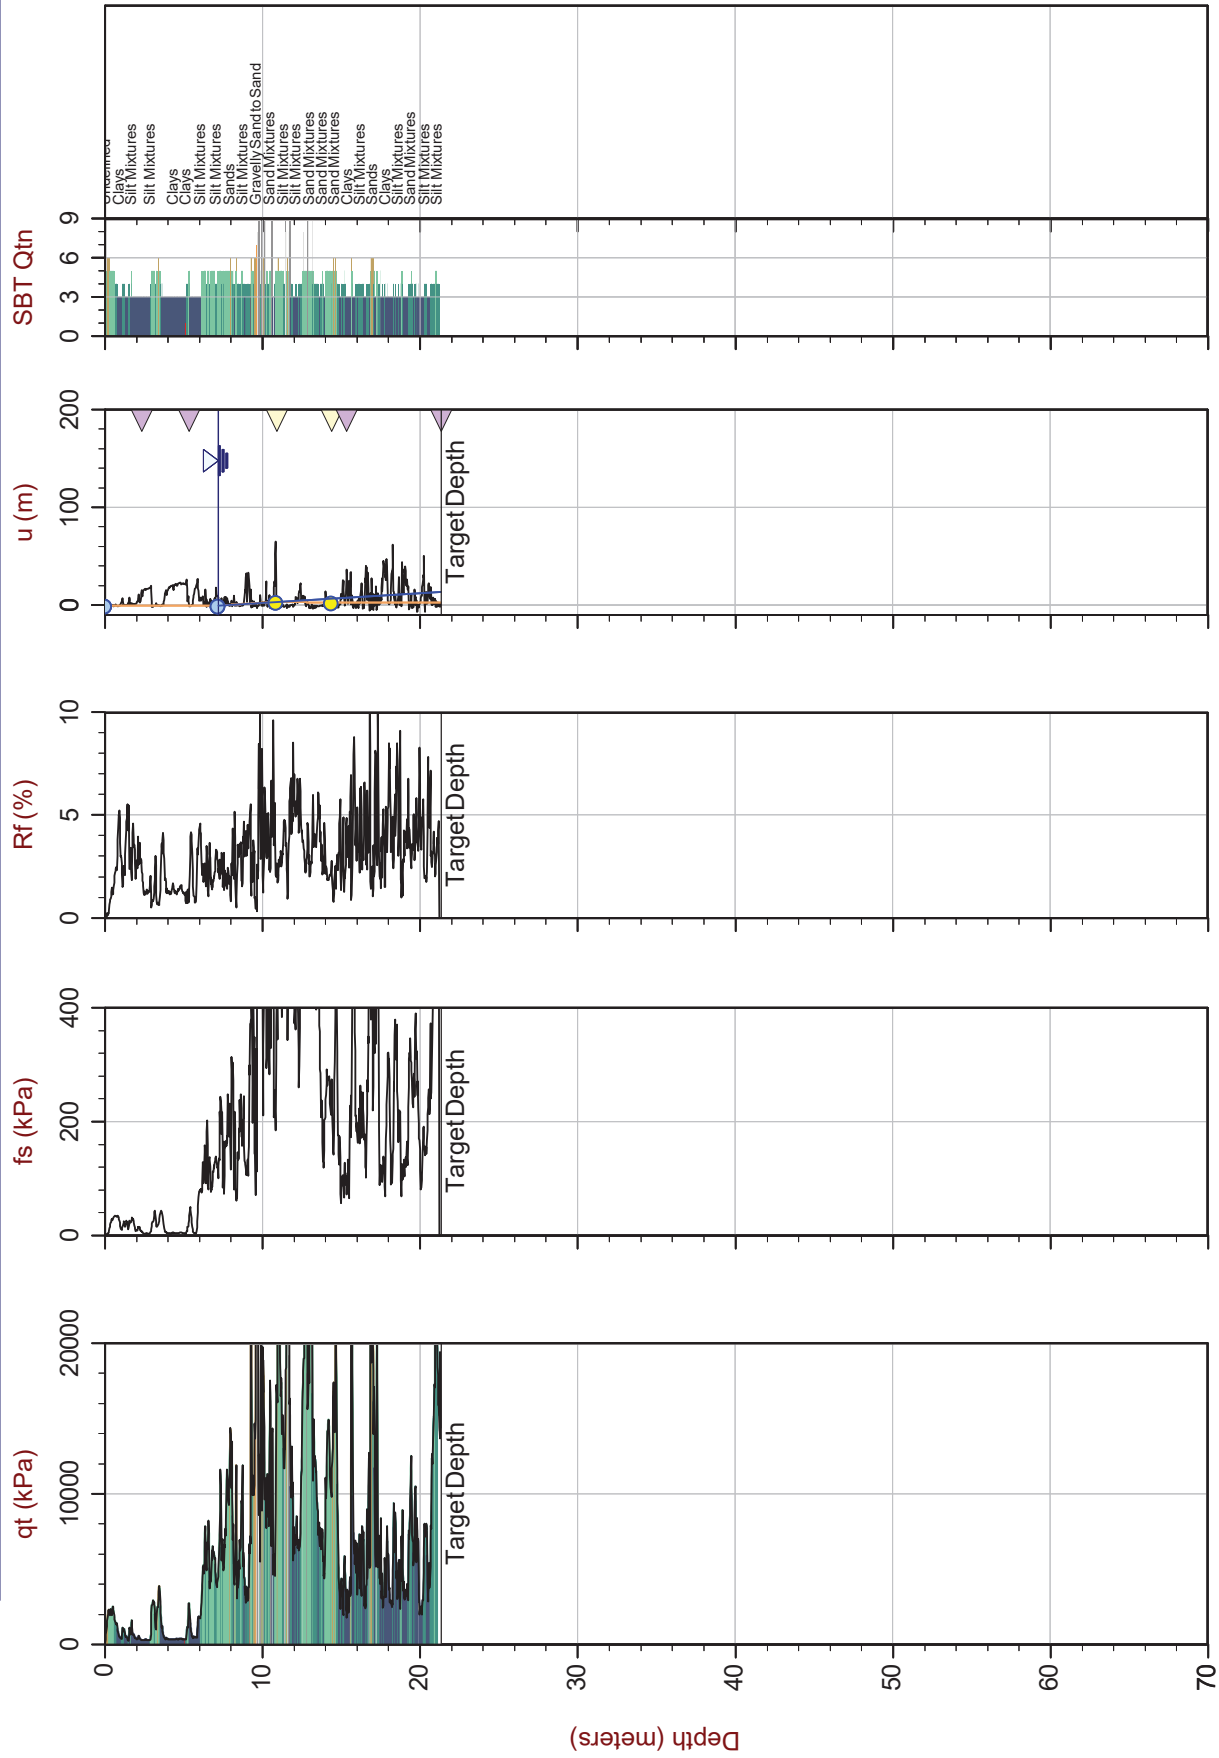 qt (kPa)
fs (kPa)
Rf (%)
u (m)
SBT Qtn
0
10000
20000
0
200
400
0
5
10
0
100
200
0
3
6
9
Depth (meters)
0
10
20
30
40
50
60
70
Target Depth
Target Depth
Target Depth
Target Depth
Undefined
Clays
Silt Mixtures
Silt Mixtures
Clays
Clays
Silt Mixtures
Silt Mixtures
Sands
Silt Mixtures
Gravelly Sand to Sand
Sand Mixtures
Silt Mixtures
Silt Mixtures
Sand Mixtures
Sand Mixtures
Sand Mixtures
Clays
Silt Mixtures
Sands
Clays
Silt Mixtures
Sand Mixtures
Silt Mixtures
Silt Mixtures